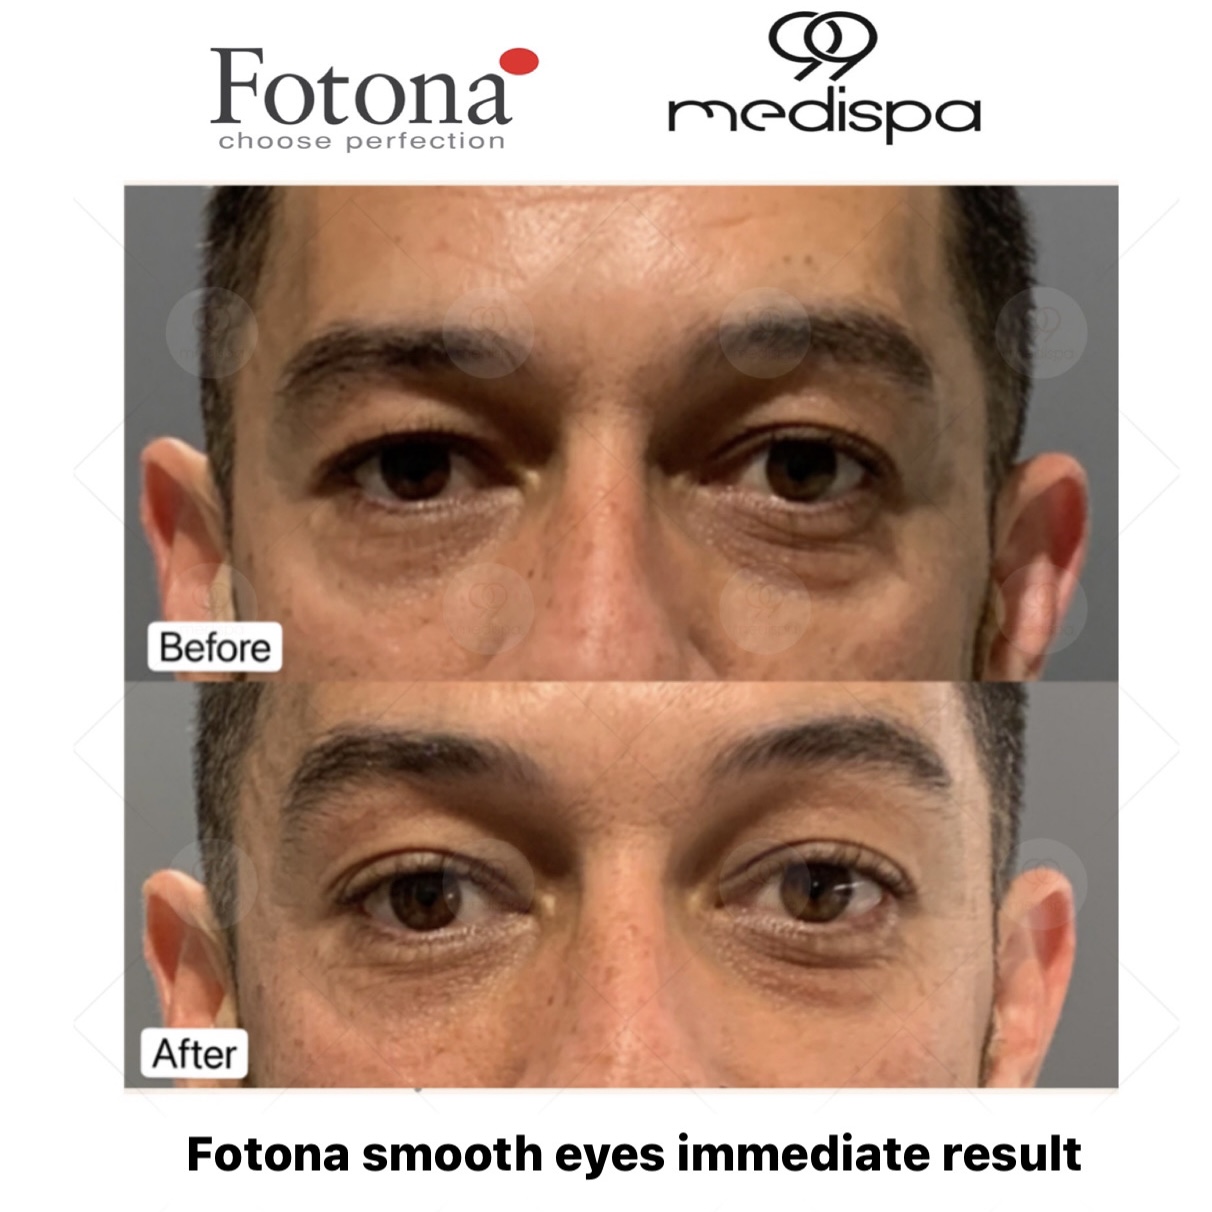 Fotona
choose perfection
99
medispa
Before
After
Fotona smooth eyes immediate result